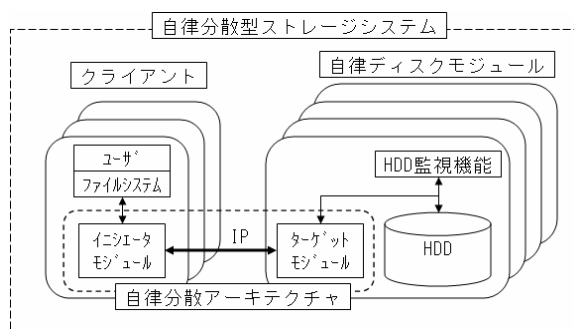 自律分散型ストレージシステム
クライアント
自律ディスクモジュール
ﾕｰｻﾞ
ﾌｧｲﾙｼｽﾃﾑ
HDD監視機能
ｲﾆｼｴｰﾀ
ﾓｼﾞｭｰﾙ
IP
ﾀｰｹﾞｯﾄ
ﾓｼﾞｭｰﾙ
HDD
自律分散アーキテクチャ